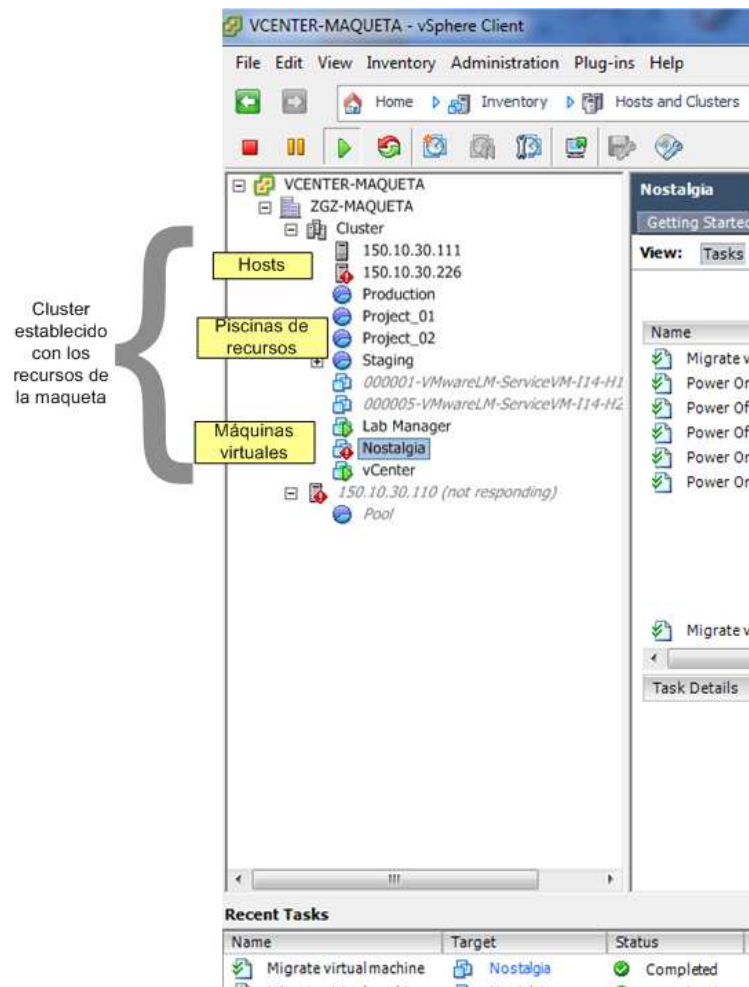 VCENTER-MAQUETA - vSphere Client
File Edit View Inventory Administration Plug-ins Help
Home Inventory Hosts and Clusters
VCENTER-MAQUETA
ZGZ-MAQUETA
Cluster
150.10.30.111
150.10.30.226
Production
Project_01
Project_02
Staging
000001-VMwareLM-ServiceVM-I14-H1
000005-VMwareLM-ServiceVM-I14-H2
Lab Manager
Nostalgia
vCenter
150.10.30.110 (not responding)
Pool
Hosts
Piscinas de
recursos
Máquinas
virtuales
Cluster
establecido
con los
recursos de
la maqueta
Nostalgia
Getting Started
View: Tasks
Name
Migrate v
Power On
Power Of
Power Of
Power On
Power On
Migrate v
Task Details
Recent Tasks
Name Target Status
Migrate virtual machine Nostalgia Completed